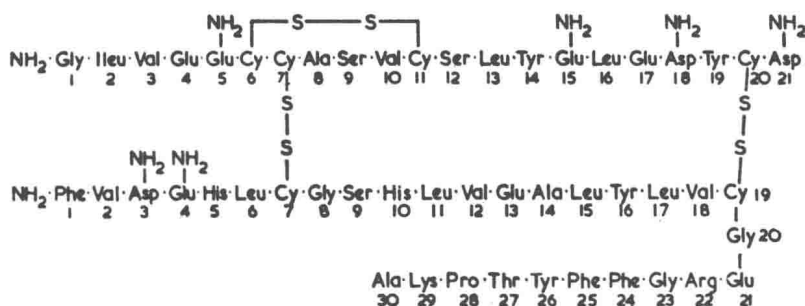 NH2 S — S NH2 NH2 NH2
NH2·Gly·Ileu·Val·Glu·Glu·Cy·Cy·Ala·Ser·Val·Cy·Ser·Leu·Tyr·Glu·Leu·Glu·Asp·Tyr·Cy·Asp
1 2 3 4 5 6 7 8 9 10 11 12 13 14 15 16 17 18 19 20 21
S S
S S
NH2 NH2
NH2·Phe·Val·Asp·Glu·His·Leu·Cy·Gly·Ser·His·Leu·Val·Glu·Ala·Leu·Tyr·Leu·Val·Cy 19
1 2 3 4 5 6 7 8 9 10 11 12 13 14 15 16 17 18
Gly 20
Ala·Lys·Pro·Thr·Tyr·Phe·Phe·Gly·Arg·Glu
30 29 28 27 26 25 24 23 22 21